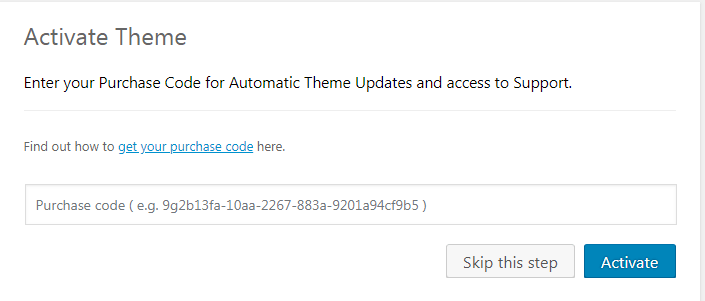 Activate Theme
Enter your Purchase Code for Automatic Theme Updates and access to Support.
Find out how to get your purchase code here.
Purchase code ( e.g. 9g2b13fa-10aa-2267-883a-9201a94cf9b5 )
Skip this step
Activate